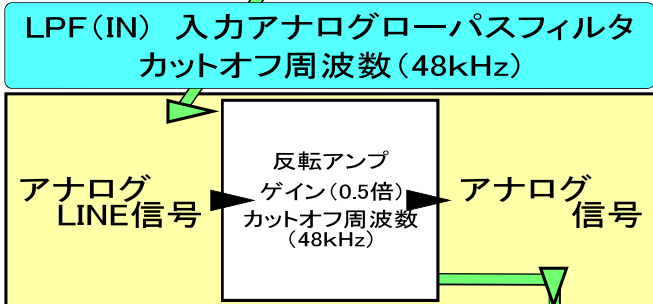 LPF(IN) 入力アナログローパスフィルタ
カットオフ周波数(48kHz)
反転アンプ
ゲイン(0.5倍)
カットオフ周波数
(48kHz)
アナログ
LINE信号
アナログ
信号